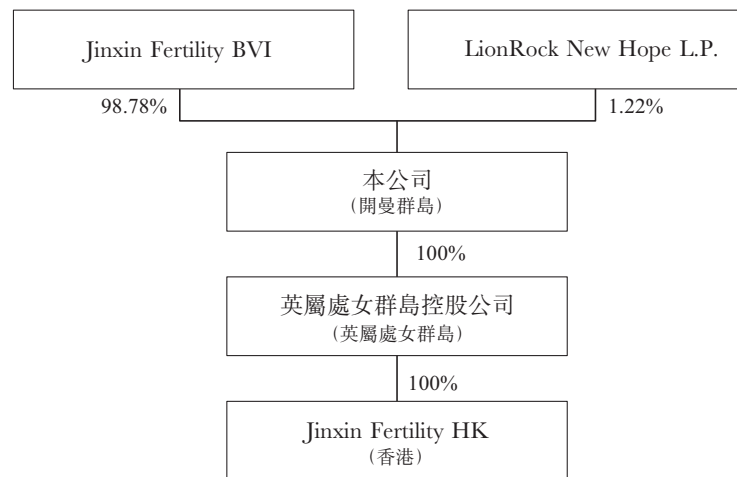 Jinxin Fertility BVI
LionRock New Hope L.P.
98.78%
1.22%
本公司
（開曼群島）
100%
英屬處女群島控股公司
（英屬處女群島）
100%
Jinxin Fertility HK
（香港）